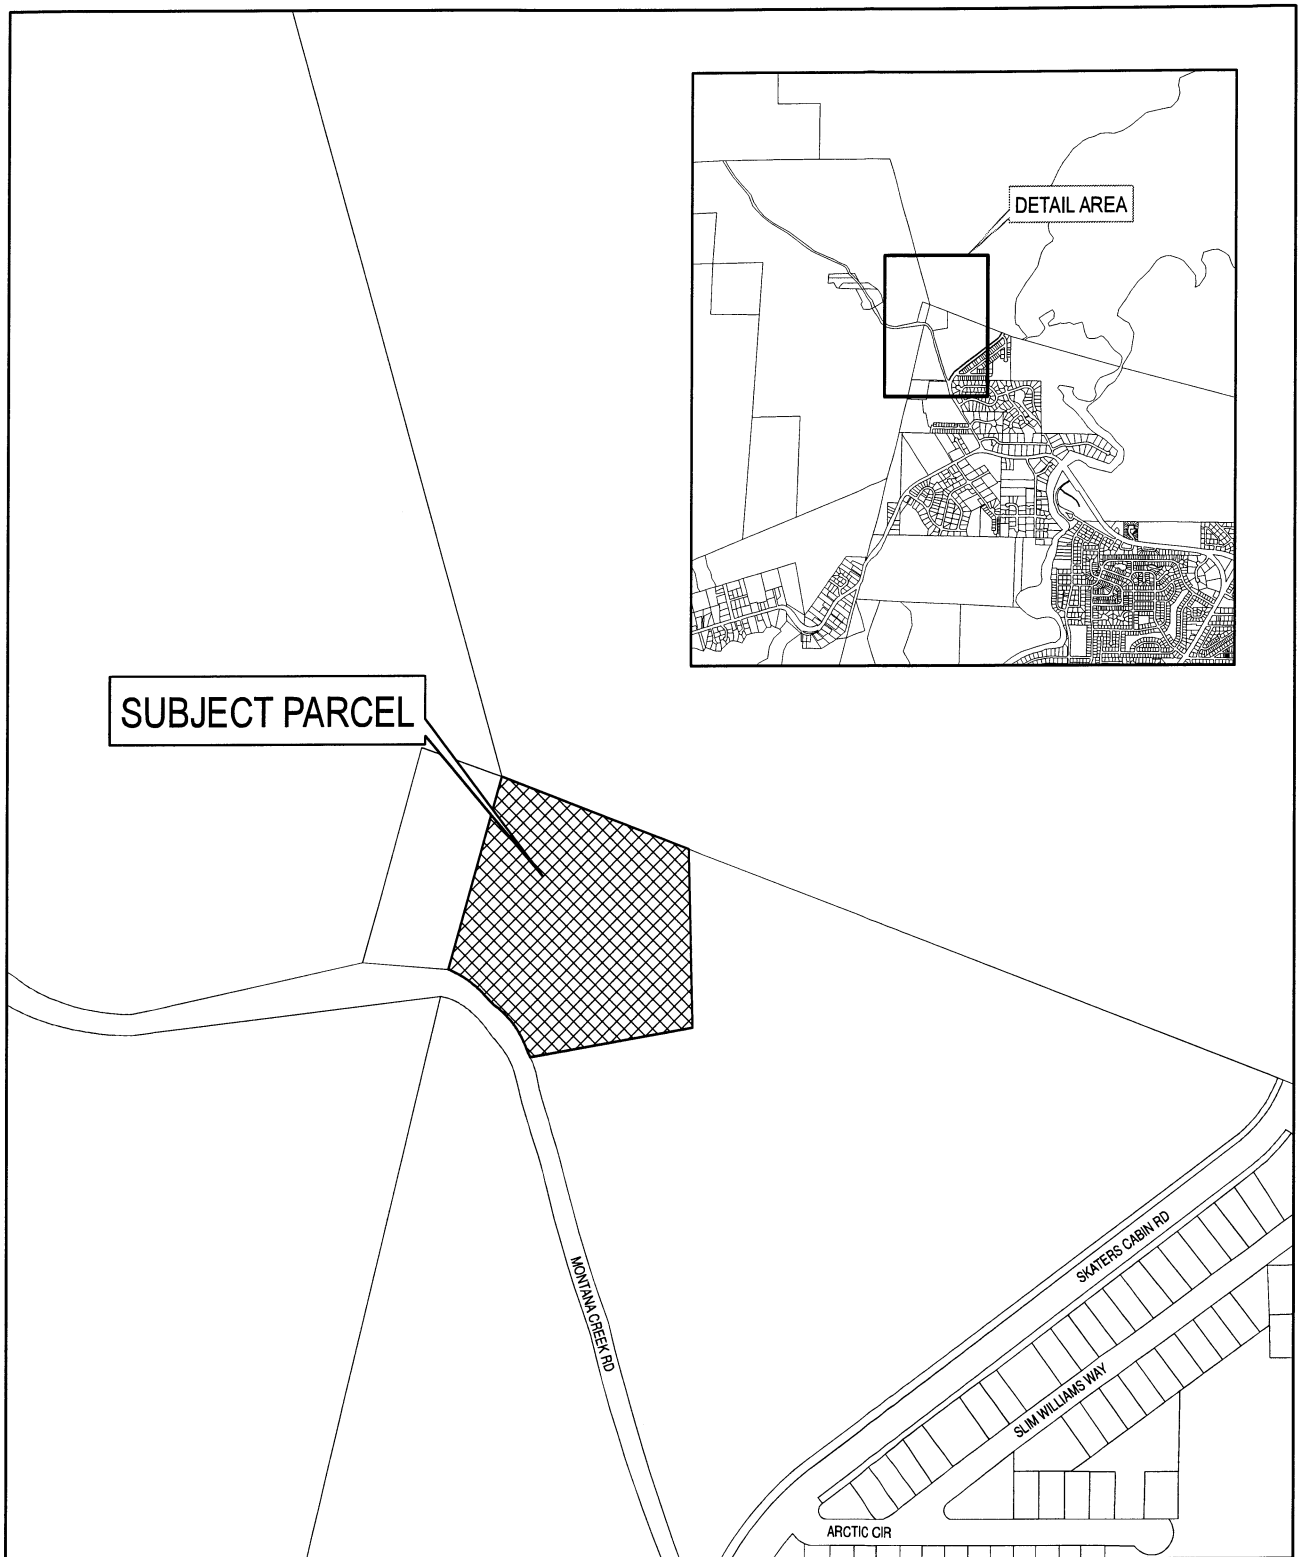 DETAIL AREA
SUBJECT PARCEL
SKATERS CABIN RD
MONTANA CREEK RD
SLIM WILLIAMS WAY
ARCTIC CIR